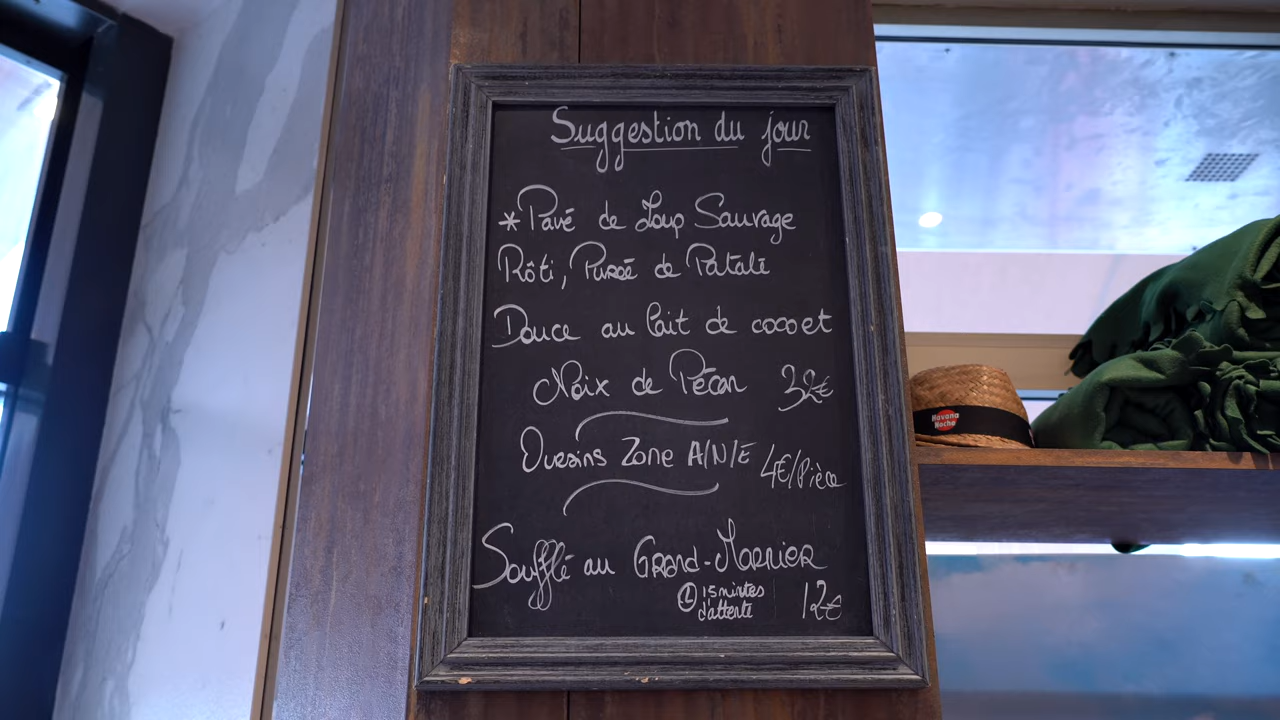 Suggestion du jour
*Pavé de Loup Sauvage
Rôti, Purée de Patate
Douce au lait de coco et
Noix de Pécan 32€
Oursins Zone A/N/E 4€/Pièce
Soufflé au Grand-Marnier
15 minutes
d'attente 12€
Havana
Nocha